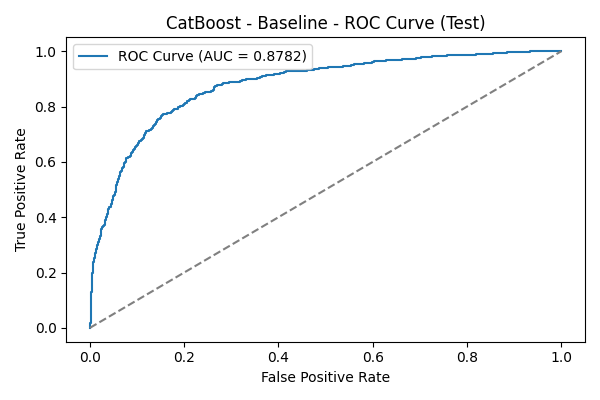 CatBoost - Baseline - ROC Curve (Test)
ROC Curve (AUC = 0.8782)
True Positive Rate
1.0
0.8
0.6
0.4
0.2
0.0
0.0 0.2 0.4 0.6 0.8 1.0
False Positive Rate